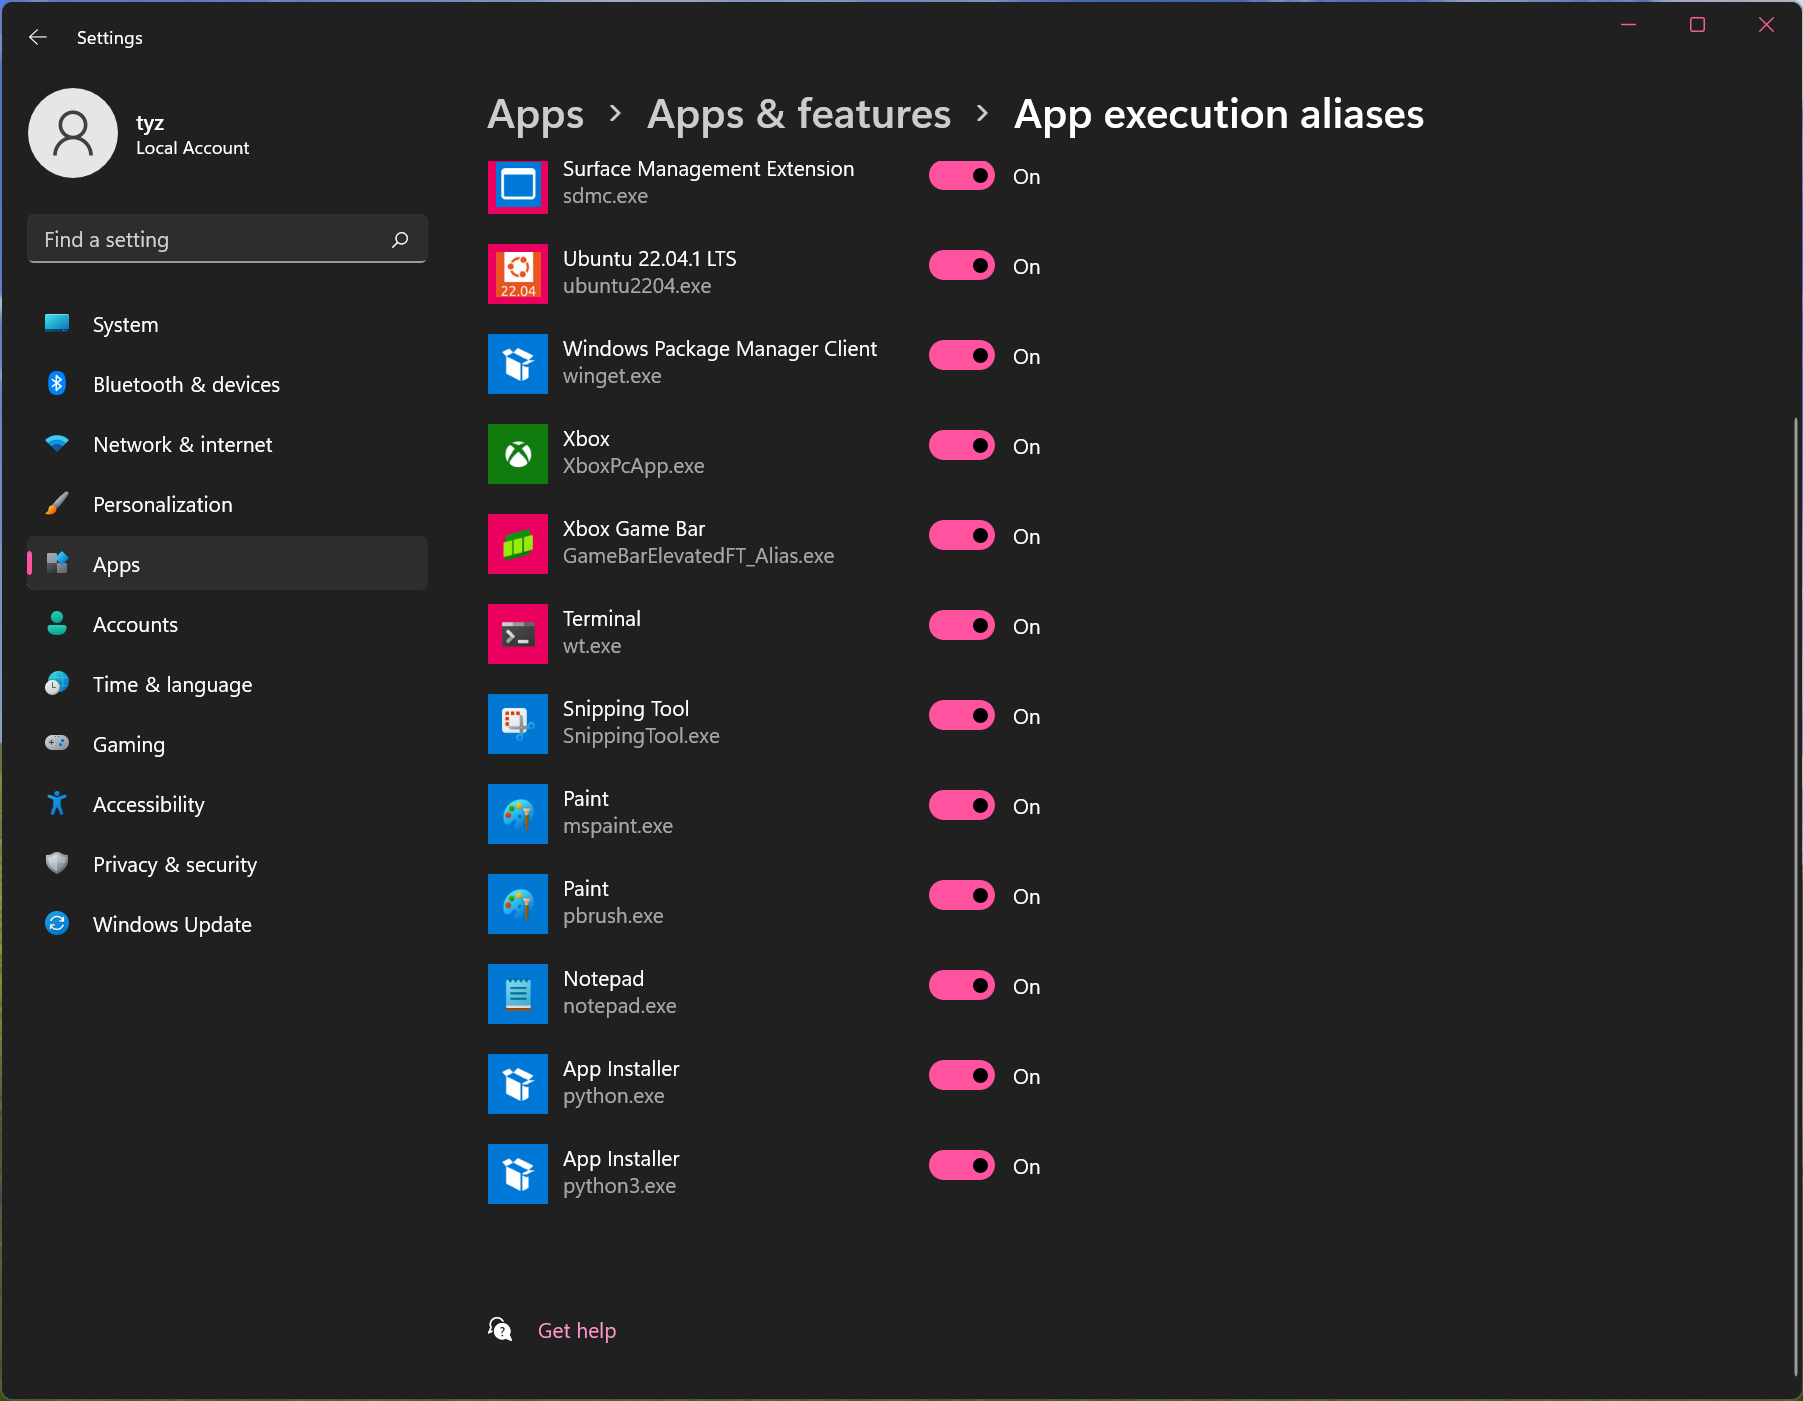 Settings
tyz
Local Account
Find a setting
System
Bluetooth & devices
Network & internet
Personalization
Apps
Accounts
Time & language
Gaming
Accessibility
Privacy & security
Windows Update
Apps > Apps & features > App execution aliases
Surface Management Extension
sdmc.exe
On
22.04
Ubuntu 22.04.1 LTS
ubuntu2204.exe
On
Windows Package Manager Client
winget.exe
On
Xbox
XboxPcApp.exe
On
Xbox Game Bar
GameBarElevatedFT_Alias.exe
On
Terminal
wt.exe
On
Snipping Tool
SnippingTool.exe
On
Paint
mspaint.exe
On
Paint
pbrush.exe
On
Notepad
notepad.exe
On
App Installer
python.exe
On
App Installer
python3.exe
On
Get help